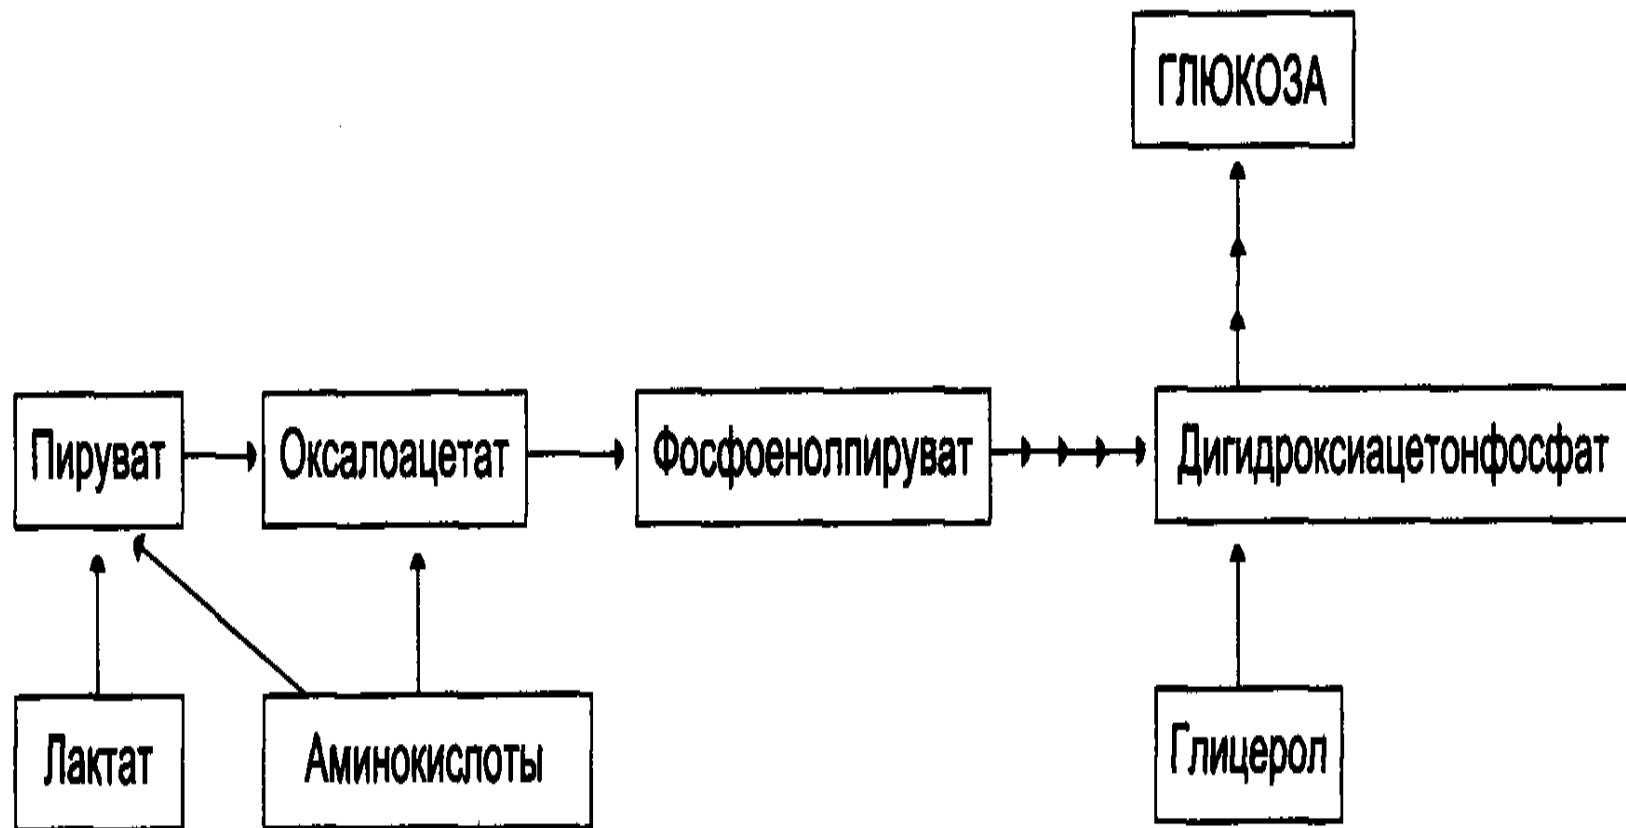 ГЛЮКОЗА
Пируват
Оксалоацетат
Фосфоенолпируват
Дигидроксиацетонфосфат
Лактат
Аминокислоты
Глицерол